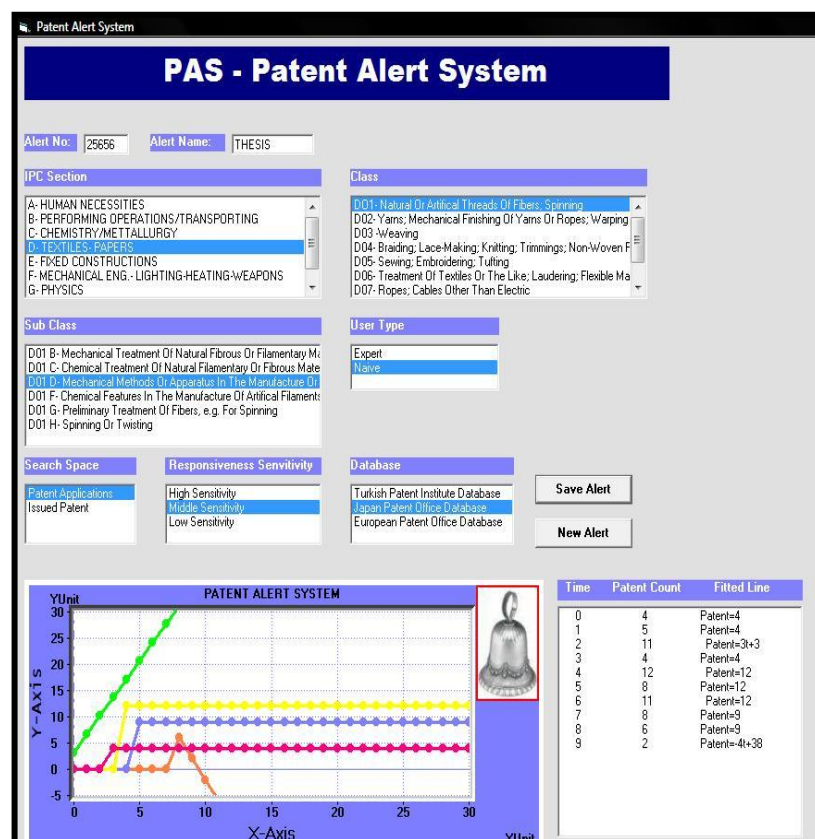 Patent Alert System
PAS - Patent Alert System
Alert No: 25656 Alert Name: THESIS
IPC Section
A- HUMAN NECESSITIES
B- PERFORMING OPERATIONS/TRANSPORTING
C- CHEMISTRY/METTALLURGY
D- TEXTILES- PAPERS
E- FIXED CONSTRUCTIONS
F- MECHANICAL ENG.- LIGHTING-HEATING-WEAPONS
G- PHYSICS
Class
D01- Natural Or Artifical Threads Of Fibers; Spinning
D02- Yarns; Mechanical Finishing Of Yarns Or Ropes; Warping
D03 -Weaving
D04- Braiding; Lace-Making; Knitting; Trimmings; Non-Woven F
D05- Sewing; Embroidering; Tufting
D06- Treatment Of Textiles Or The Like; Laudering; Flexible Ma
D07- Ropes; Cables Other Than Electric
Sub Class
D01 B- Mechanical Treatment Of Natural Fibrous Or Filamentary Ma
D01 C- Chemical Treatment Of Natural Filamentary Or Fibrous Mate
D01 D- Mechanical Methods Or Apparatus In The Manufacture Or
D01 F- Chemical Features In The Manufacture Of Artifical Filaments
D01 G- Preliminary Treatment Of Fibers, e.g. For Spinning
D01 H- Spinning Or Twisting
User Type
Expert
Naive
Search Space
Patent Applications
Issued Patent
Responsiveness Senvitivity
High Sensitivity
Middle Sensitivity
Low Sensitivity
Database
Turkish Patent Institute Database
Japan Patent Office Database
European Patent Office Database
Save Alert
New Alert
PATENT ALERT SYSTEM
YUnit
30
25
20
15
10
5
0
-5
Y-Axis
0 5 10 15 20 25 30
X-Axis
YUnit
Time Patent Count Fitted Line
0 4 Patent=4
1 5 Patent=4
2 11 Patent=3t+3
3 4 Patent=4
4 12 Patent=12
5 8 Patent=12
6 11 Patent=12
7 8 Patent=9
8 6 Patent=9
9 2 Patent=-4t+38